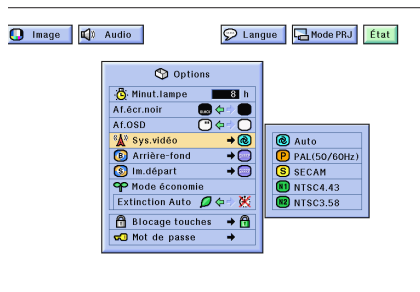 Image Audio Langue Mode PRJ État
Options
Minut.lampe 8 h
Af.écr.noir
Af.OSD
Sys.vidéo
Auto
Arrière-fond
P PAL(50/60Hz)
Im.départ
S SECAM
Mode économie
N1 NTSC4.43
Extinction Auto
N2 NTSC3.58
Blocage touches
Mot de passe